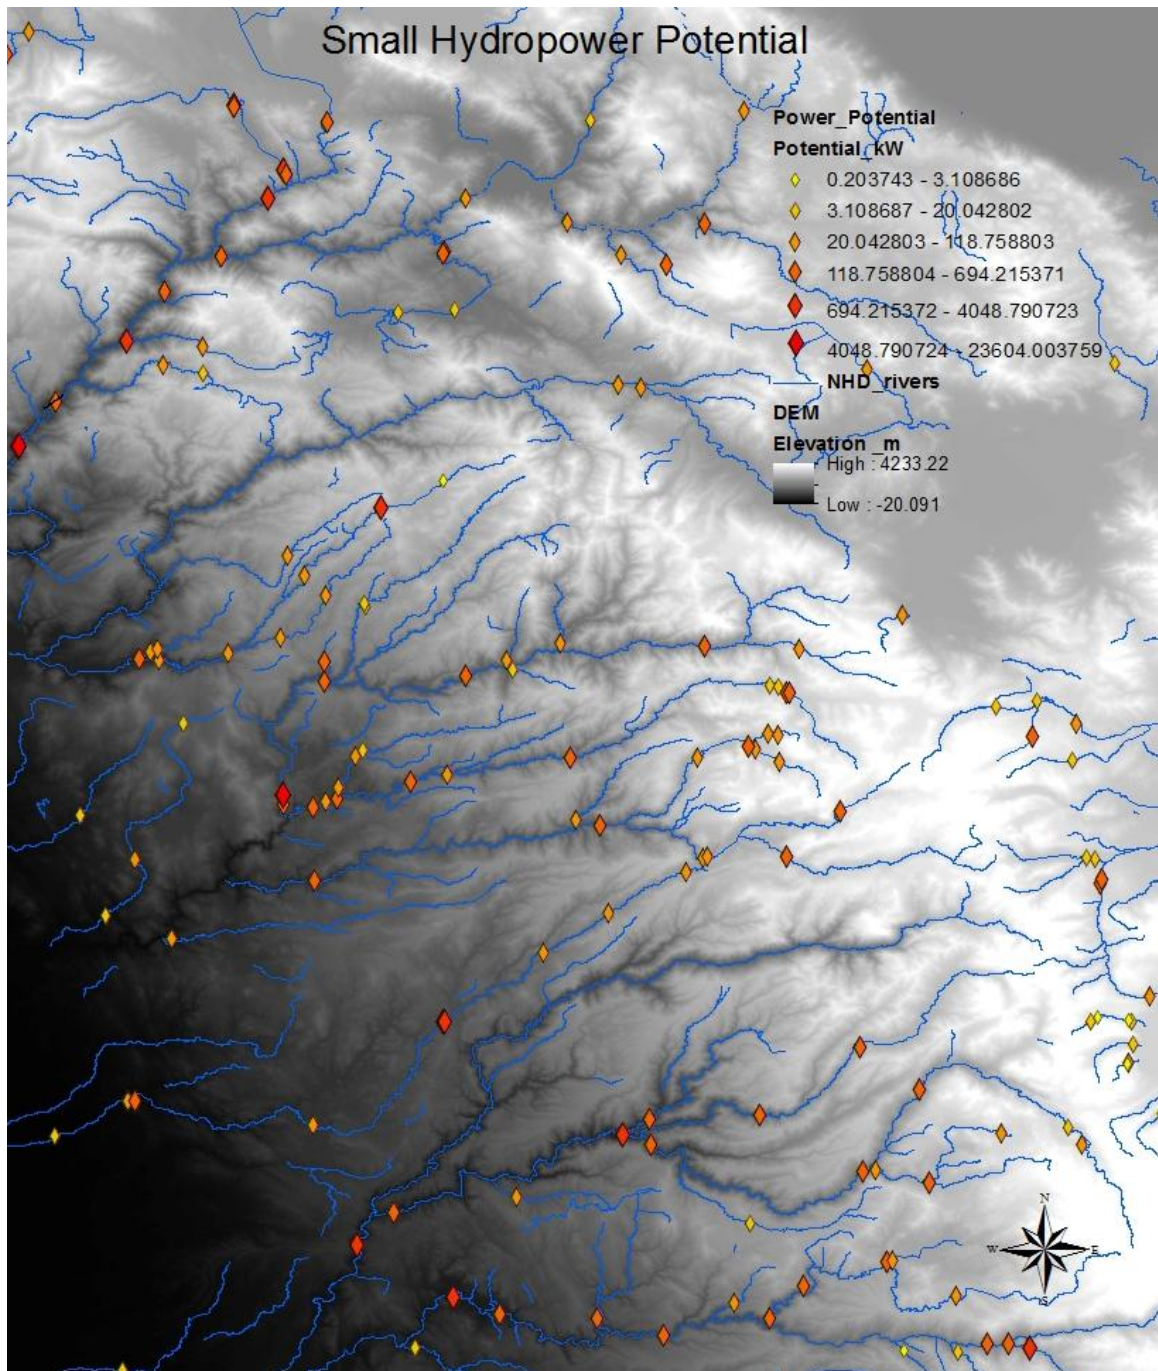 Small Hydropower Potential
Power_Potential
Potential_kW
0.203743 - 3.108686
3.108687 - 20.042802
20.042803 - 118.758803
118.758804 - 694.215371
694.215372 - 4048.790723
4048.790724 - 23604.003759
NHD_rivers
DEM
Elevation _m
High : 4233.22
Low : -20.091
N
W E
S